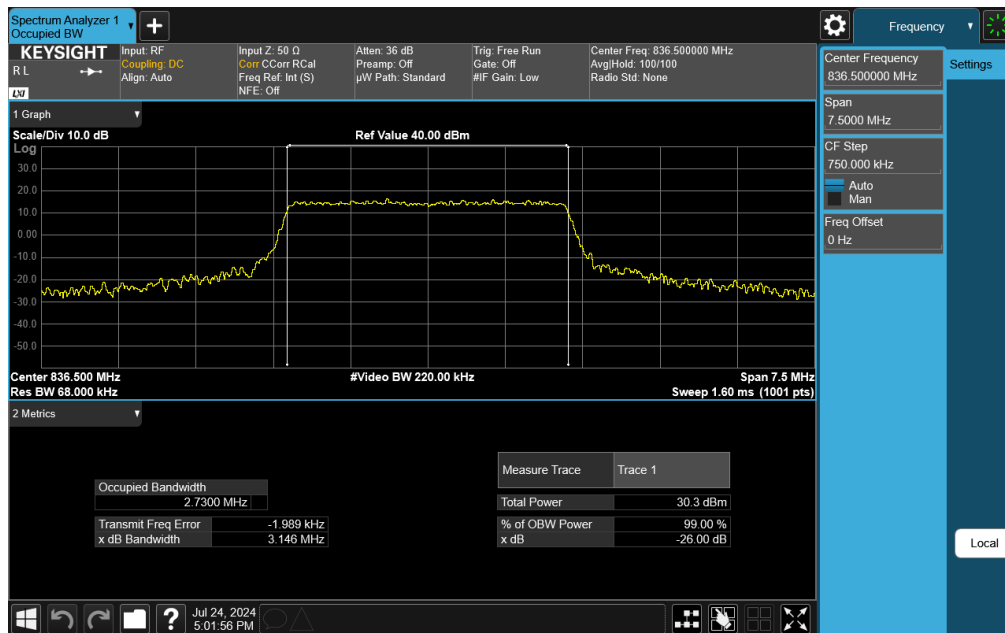 Spectrum Analyzer 1
Occupied BW
Frequency
KEYSIGHT
R L
LXI
Input: RF
Coupling: DC
Align: Auto
Input Z: 50 Ω
Corr CCorr RCal
Freq Ref: Int (S)
NFE: Off
Atten: 36 dB
Preamp: Off
µW Path: Standard
Trig: Free Run
Gate: Off
#IF Gain: Low
Center Freq: 836.500000 MHz
Avg|Hold: 100/100
Radio Std: None
Center Frequency
836.500000 MHz
Settings
Span
7.5000 MHz
CF Step
750.000 kHz
Auto
Man
Freq Offset
0 Hz
1 Graph
Scale/Div 10.0 dB
Ref Value 40.00 dBm
Log
30.0
20.0
10.0
0.00
-10.0
-20.0
-30.0
-40.0
-50.0
Center 836.500 MHz
#Video BW 220.00 kHz
Span 7.5 MHz
Res BW 68.000 kHz
Sweep 1.60 ms (1001 pts)
2 Metrics
Measure Trace
Trace 1
Occupied Bandwidth
2.7300 MHz
Total Power
30.3 dBm
Transmit Freq Error
-1.989 kHz
% of OBW Power
99.00 %
x dB Bandwidth
3.146 MHz
x dB
-26.00 dB
Local
?
Jul 24, 2024
5:01:56 PM